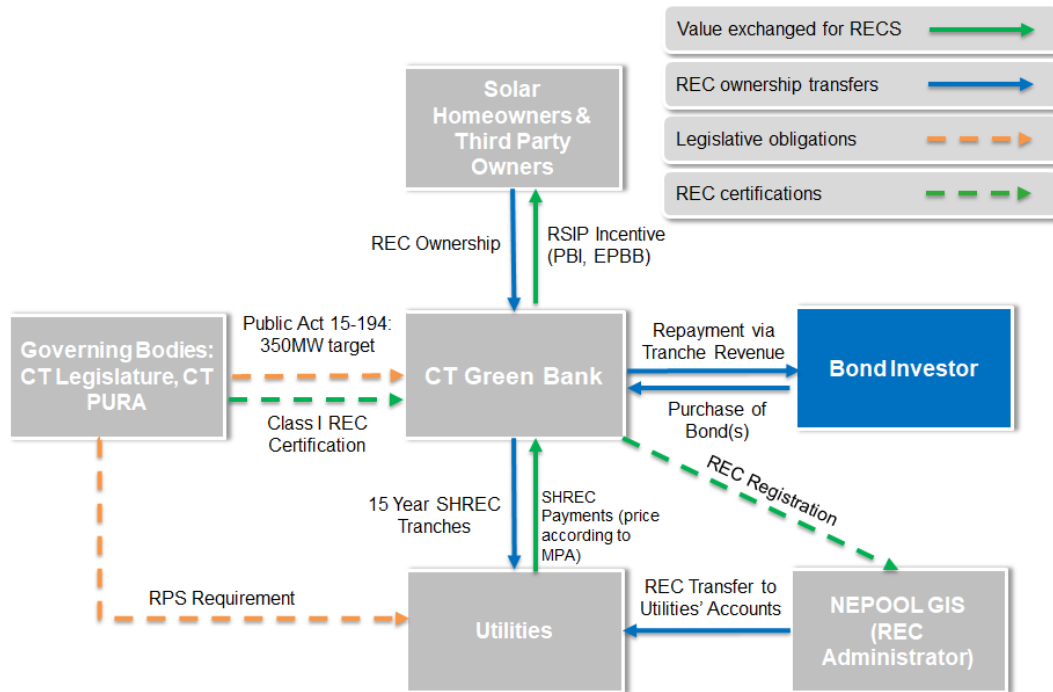 Value exchanged for RECS
REC ownership transfers
Legislative obligations
REC certifications
Solar
Homeowners &
Third Party
Owners
REC Ownership
RSIP Incentive
(PBI, EPBB)
Public Act 15-194:
350MW target
Governing Bodies:
CT Legislature, CT
PURA
Class I REC
Certification
CT Green Bank
Repayment via
Tranche Revenue
Purchase of
Bond(s)
Bond Investor
REC Registration
15 Year SHREC
Tranches
SHREC
Payments (price
according to
MPA)
RPS Requirement
Utilities
REC Transfer to
Utilities' Accounts
NEPOOL GIS
(REC
Administrator)